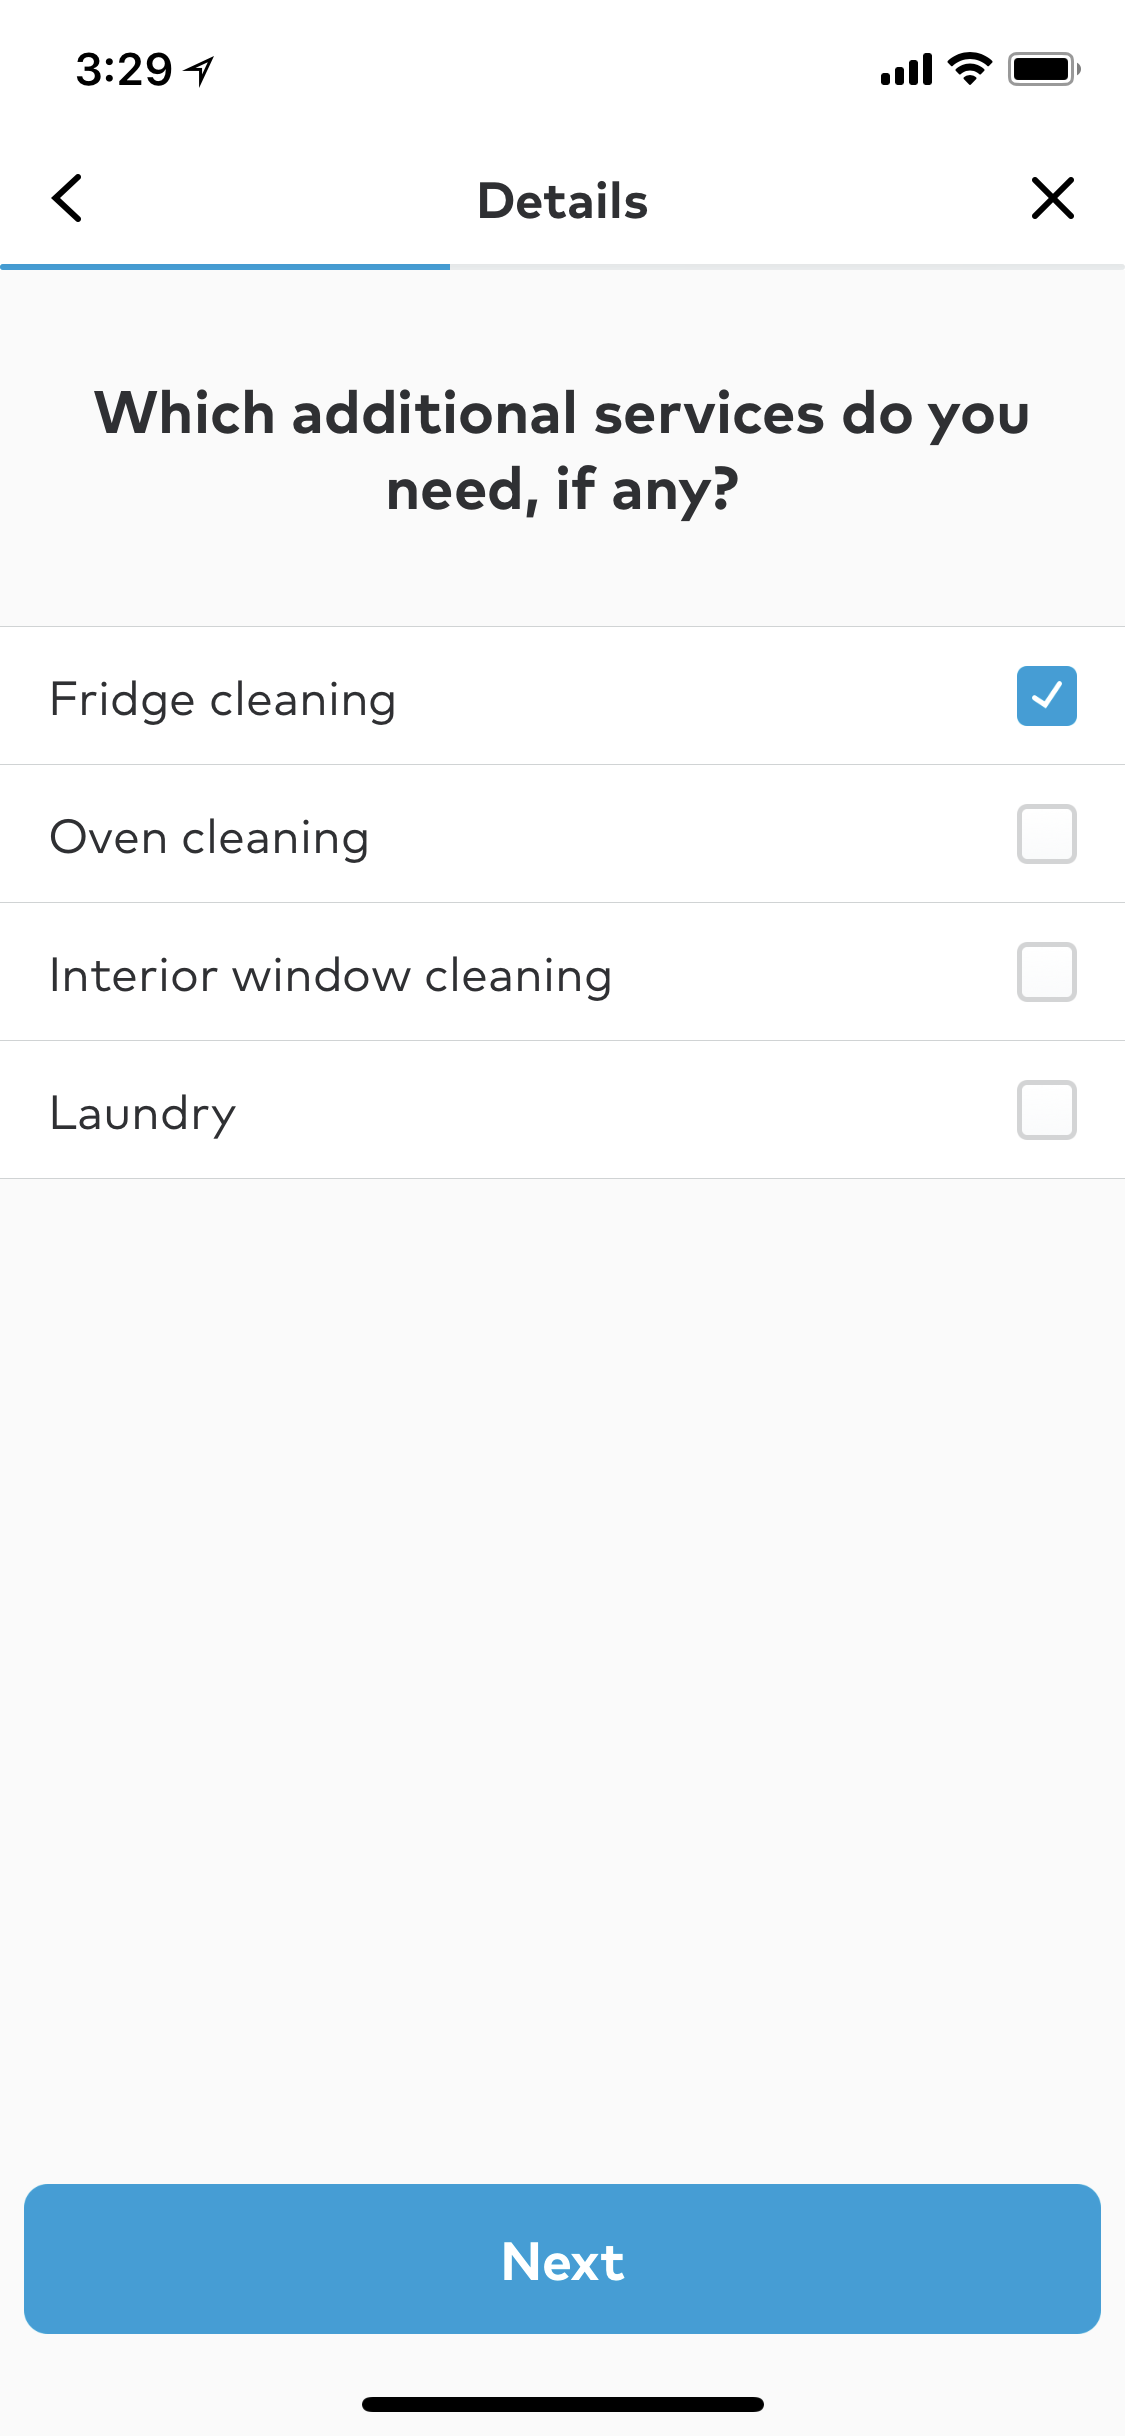 3:29
Details
Which additional services do you
need, if any?
Fridge cleaning
Oven cleaning
Interior window cleaning
Laundry
Next